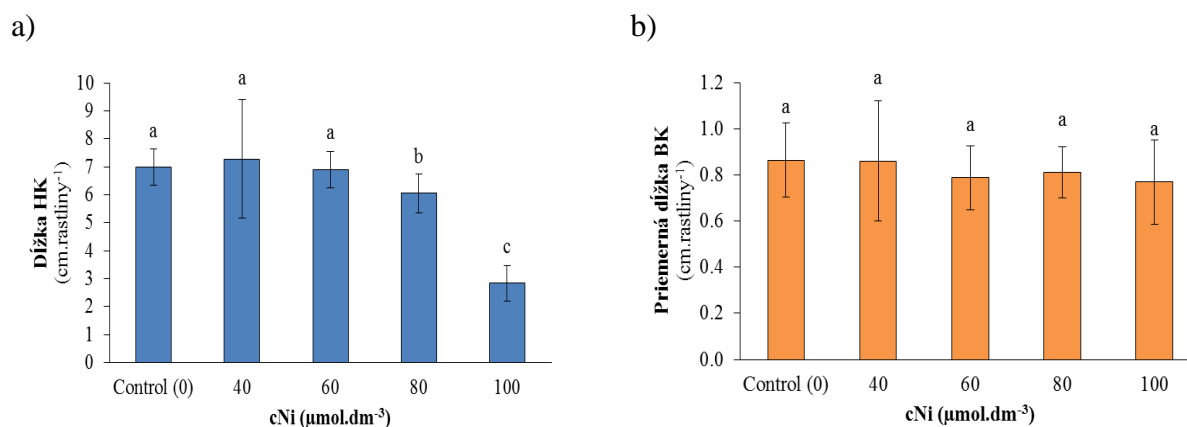 a)
Dĺžka HK
(cm.rastliny⁻¹)
10
9
8
7
6
5
4
3
2
1
0
a
a
a
b
c
Control (0) 40 60 80 100
cNi (µmol.dm⁻³)
b)
Priemerná dĺžka BK
(cm.rastliny⁻¹)
1.2
1.0
0.8
0.6
0.4
0.2
0.0
a
a
a
a
a
Control (0) 40 60 80 100
cNi (µmol.dm⁻³)